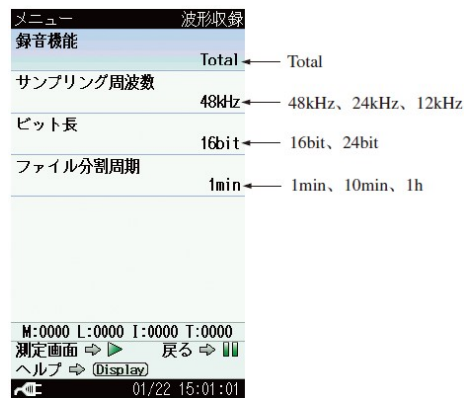 メニュー 波形収録
録音機能
Total
Total
サンプリング周波数
48kHz
48kHz、24kHz、12kHz
ビット長
16bit
16bit、24bit
ファイル分割周期
1min
1min、10min、1h
M:0000 L:0000 I:0000 T:0000
測定画面 ⇨ ▶ 戻る ⇨ ▮▮
ヘルプ ⇨ (Display)
01/22 15:01:01